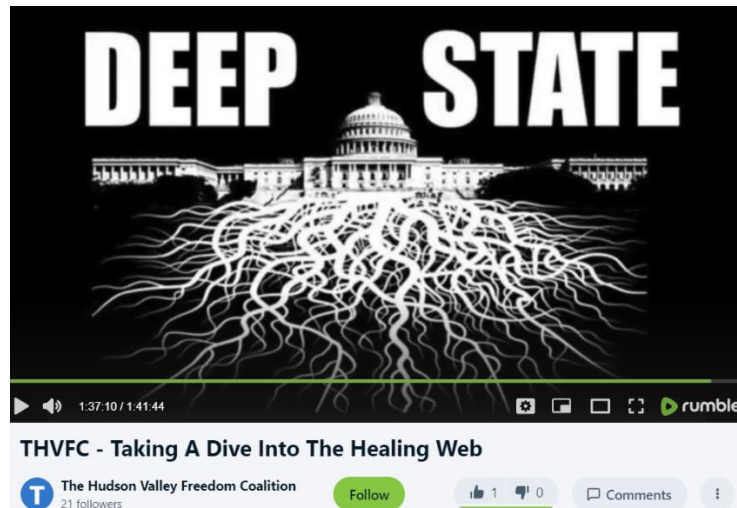 DEEP STATE
1:37:10 / 1:41:44
rumble
THVFC - Taking A Dive Into The Healing Web
T
The Hudson Valley Freedom Coalition
21 followers
Follow
1
0
Comments